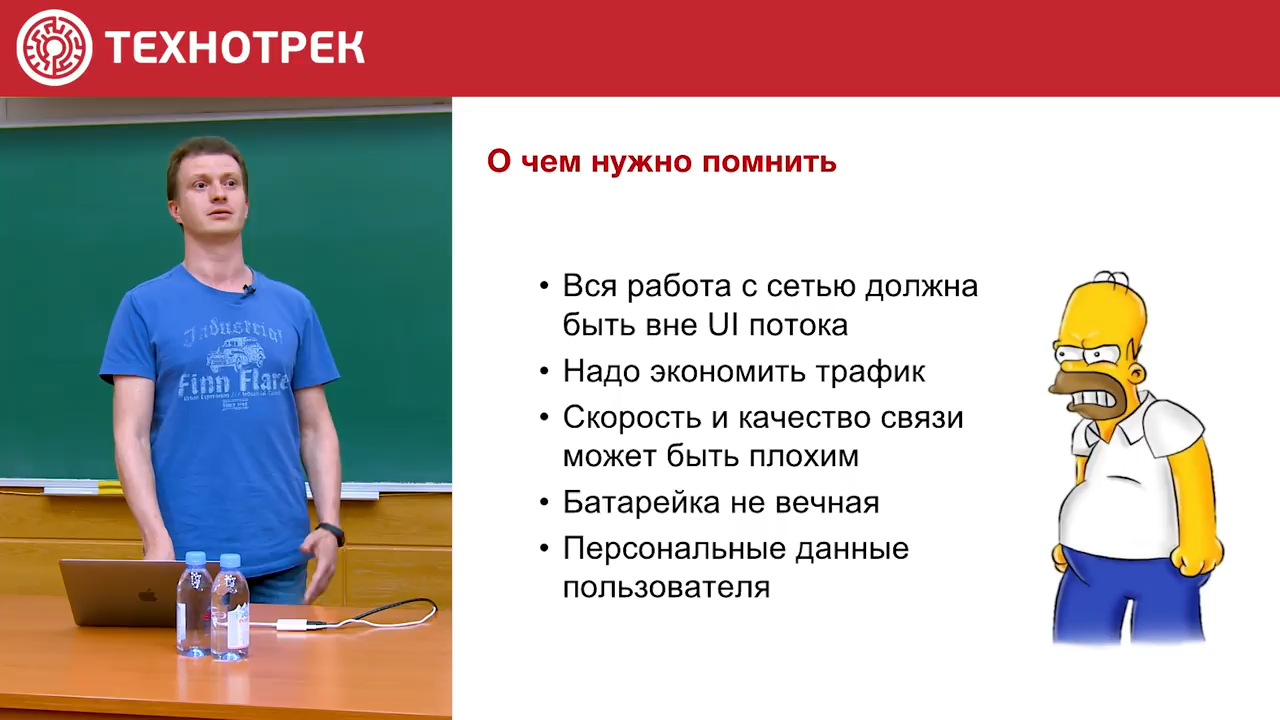 ТЕХНОТРЕК
О чем нужно помнить
• Вся работа с сетью должна
быть вне UI потока
• Надо экономить трафик
• Скорость и качество связи
может быть плохим
• Батарейка не вечная
• Персональные данные
пользователя
Industrial
Finn Flare